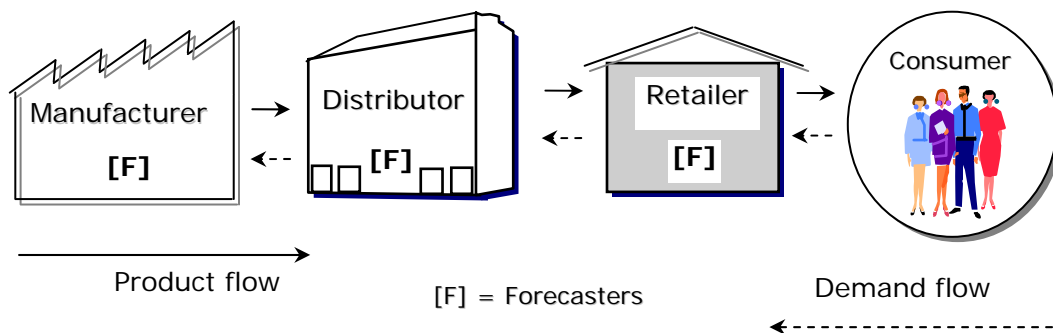 Manufacturer
[F]
Distributor
[F]
Retailer
[F]
Consumer
Product flow
[F] = Forecasters
Demand flow